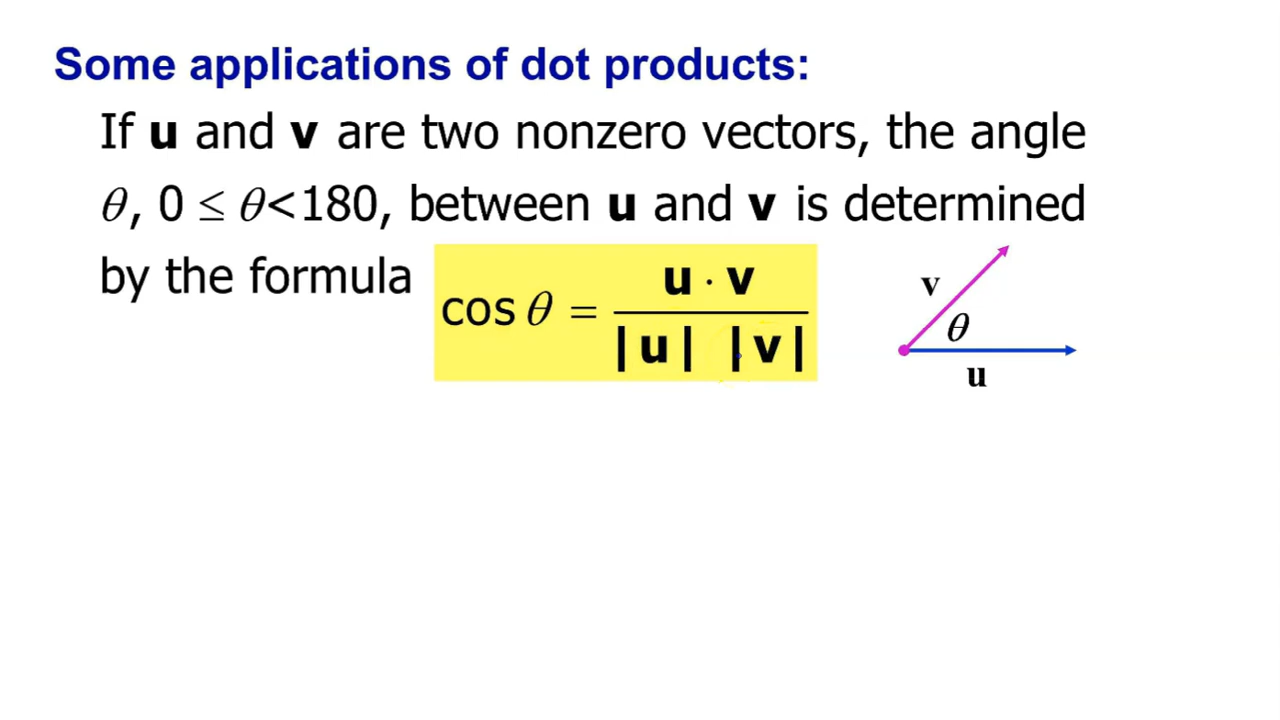 Some applications of dot products:
If u and v are two nonzero vectors, the angle
θ, 0 ≤ θ<180, between u and v is determined
by the formula cos θ = u · v / |u| |v|
v
θ
u